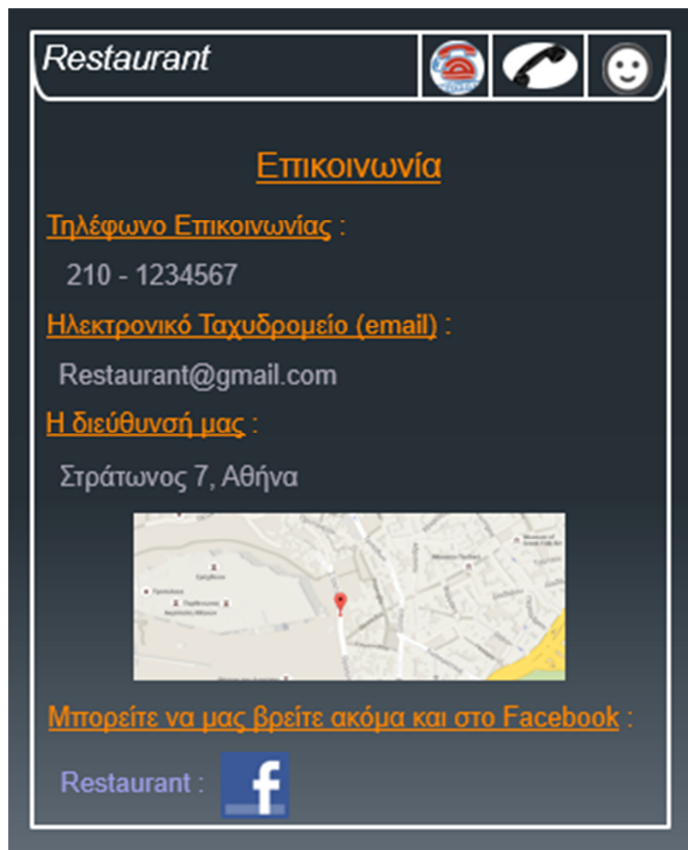 Restaurant
Επικοινωνία
Τηλέφωνο Επικοινωνίας :
210 - 1234567
Ηλεκτρονικό Ταχυδρομείο (email) :
Restaurant@gmail.com
Η διεύθυνσή μας :
Στράτωνος 7, Αθήνα
Μπορείτε να μας βρείτε ακόμα και στο Facebook :
Restaurant : f